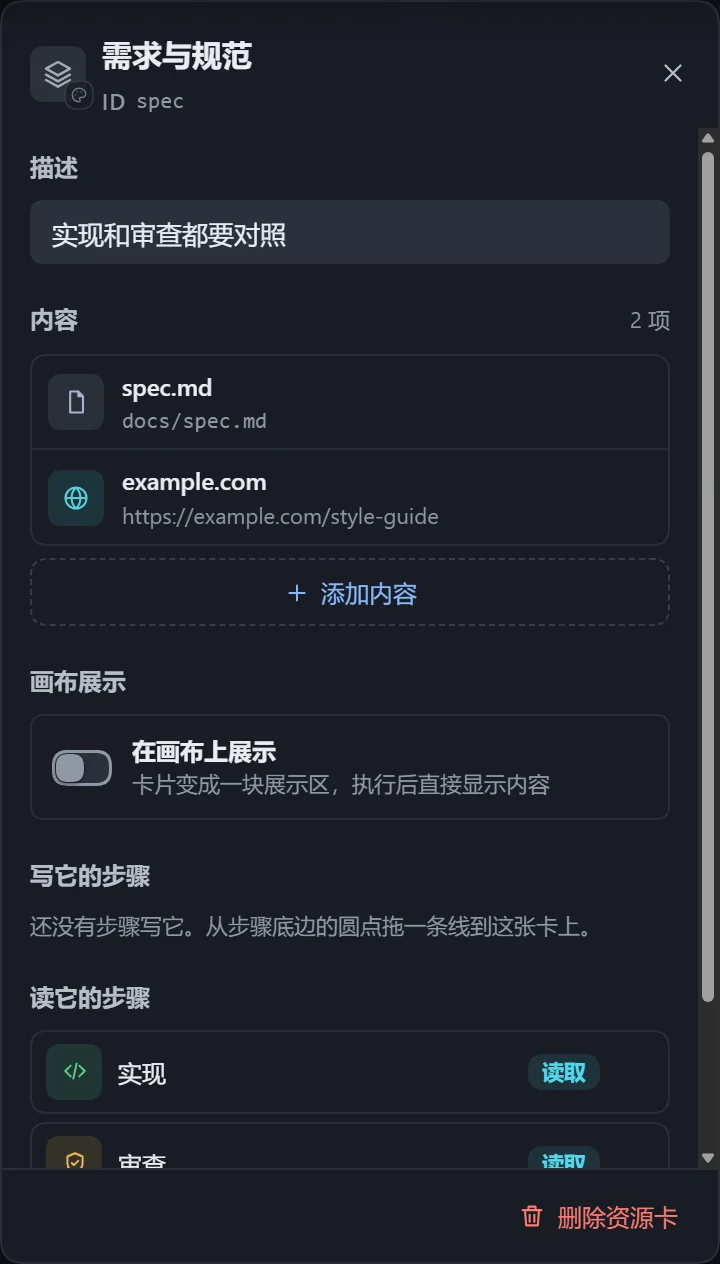 需求与规范
ID spec
描述
实现和审查都要对照
内容
2 项
spec.md
docs/spec.md
example.com
https://example.com/style-guide
+ 添加内容
画布展示
在画布上展示
卡片变成一块展示区，执行后直接显示内容
写它的步骤
还没有步骤写它。从步骤底边的圆点拖一条线到这张卡上。
读它的步骤
实现 读取
审查 读取
删除资源卡